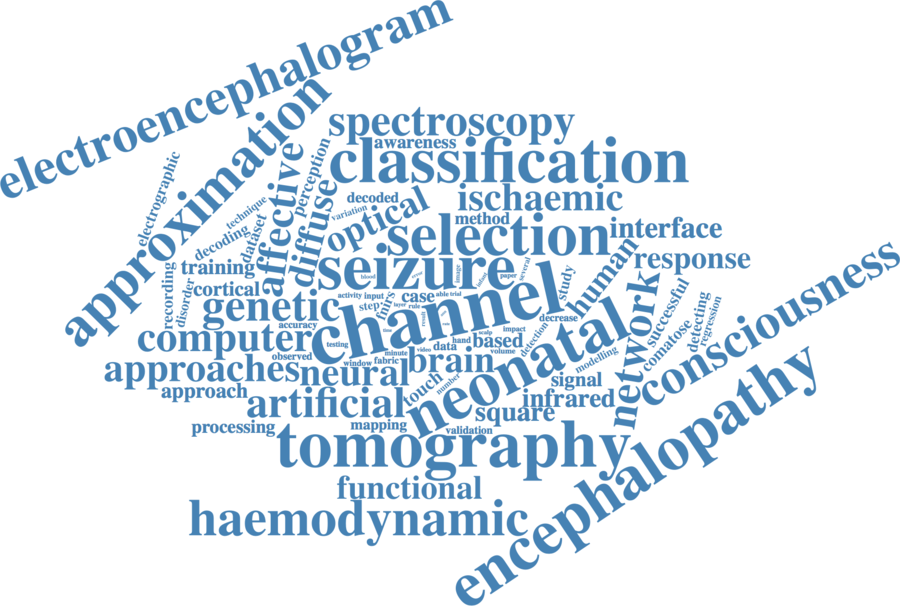 electroencephalogram
approximation
spectroscopy
awareness
classification
electrographic
perception
affective
diffuse
technique
dataset
decoding
decoded
variation
optical
ischaemic
method
selection
interface
human
response
consciousness
training
recording
disorder
cortical
seizure
blood
image
infant
paper
several
study
genetic
activity
input
step
fnirs
case
able
trial
layer
rule
result
channel
decrease
network
successful
comatose
detecting
regression
computer
accuracy
testing
time
scalp
impact
hand
based
detection
modelling
approaches
observed
neural
window
minute
fabric
video
data
brain
volume
neonatal
approach
artificial
touch
number
signal
infrared
square
processing
mapping
validation
tomography
functional
haemodynamic
encephalopathy